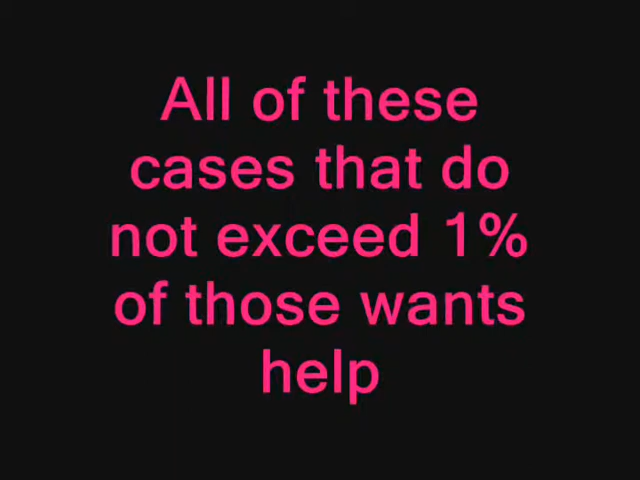 All of these
cases that do
not exceed 1%
of those wants
help